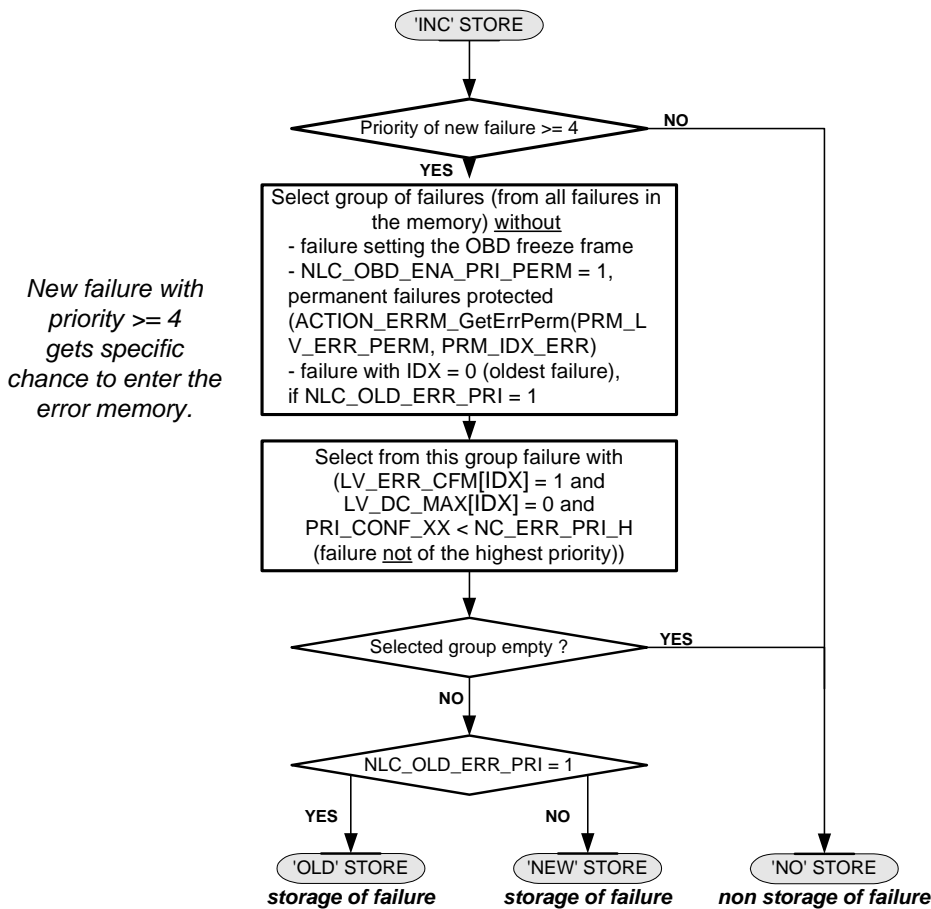 'INC' STORE
Priority of new failure >= 4
NO
YES
Select group of failures (from all failures in
the memory) without
- failure setting the OBD freeze frame
- NLC_OBD_ENA_PRI_PERM = 1,
permanent failures protected
(ACTION_ERRM_GetErrPerm(PRM_L
V_ERR_PERM, PRM_IDX_ERR)
- failure with IDX = 0 (oldest failure),
if NLC_OLD_ERR_PRI = 1
New failure with
priority >= 4
gets specific
chance to enter the
error memory.
Select from this group failure with
(LV_ERR_CFM[IDX] = 1 and
LV_DC_MAX[IDX] = 0 and
PRI_CONF_XX < NC_ERR_PRI_H
(failure not of the highest priority))
Selected group empty ?
YES
NO
NLC_OLD_ERR_PRI = 1
YES
NO
'OLD' STORE
'NEW' STORE
'NO' STORE
storage of failure
storage of failure
non storage of failure